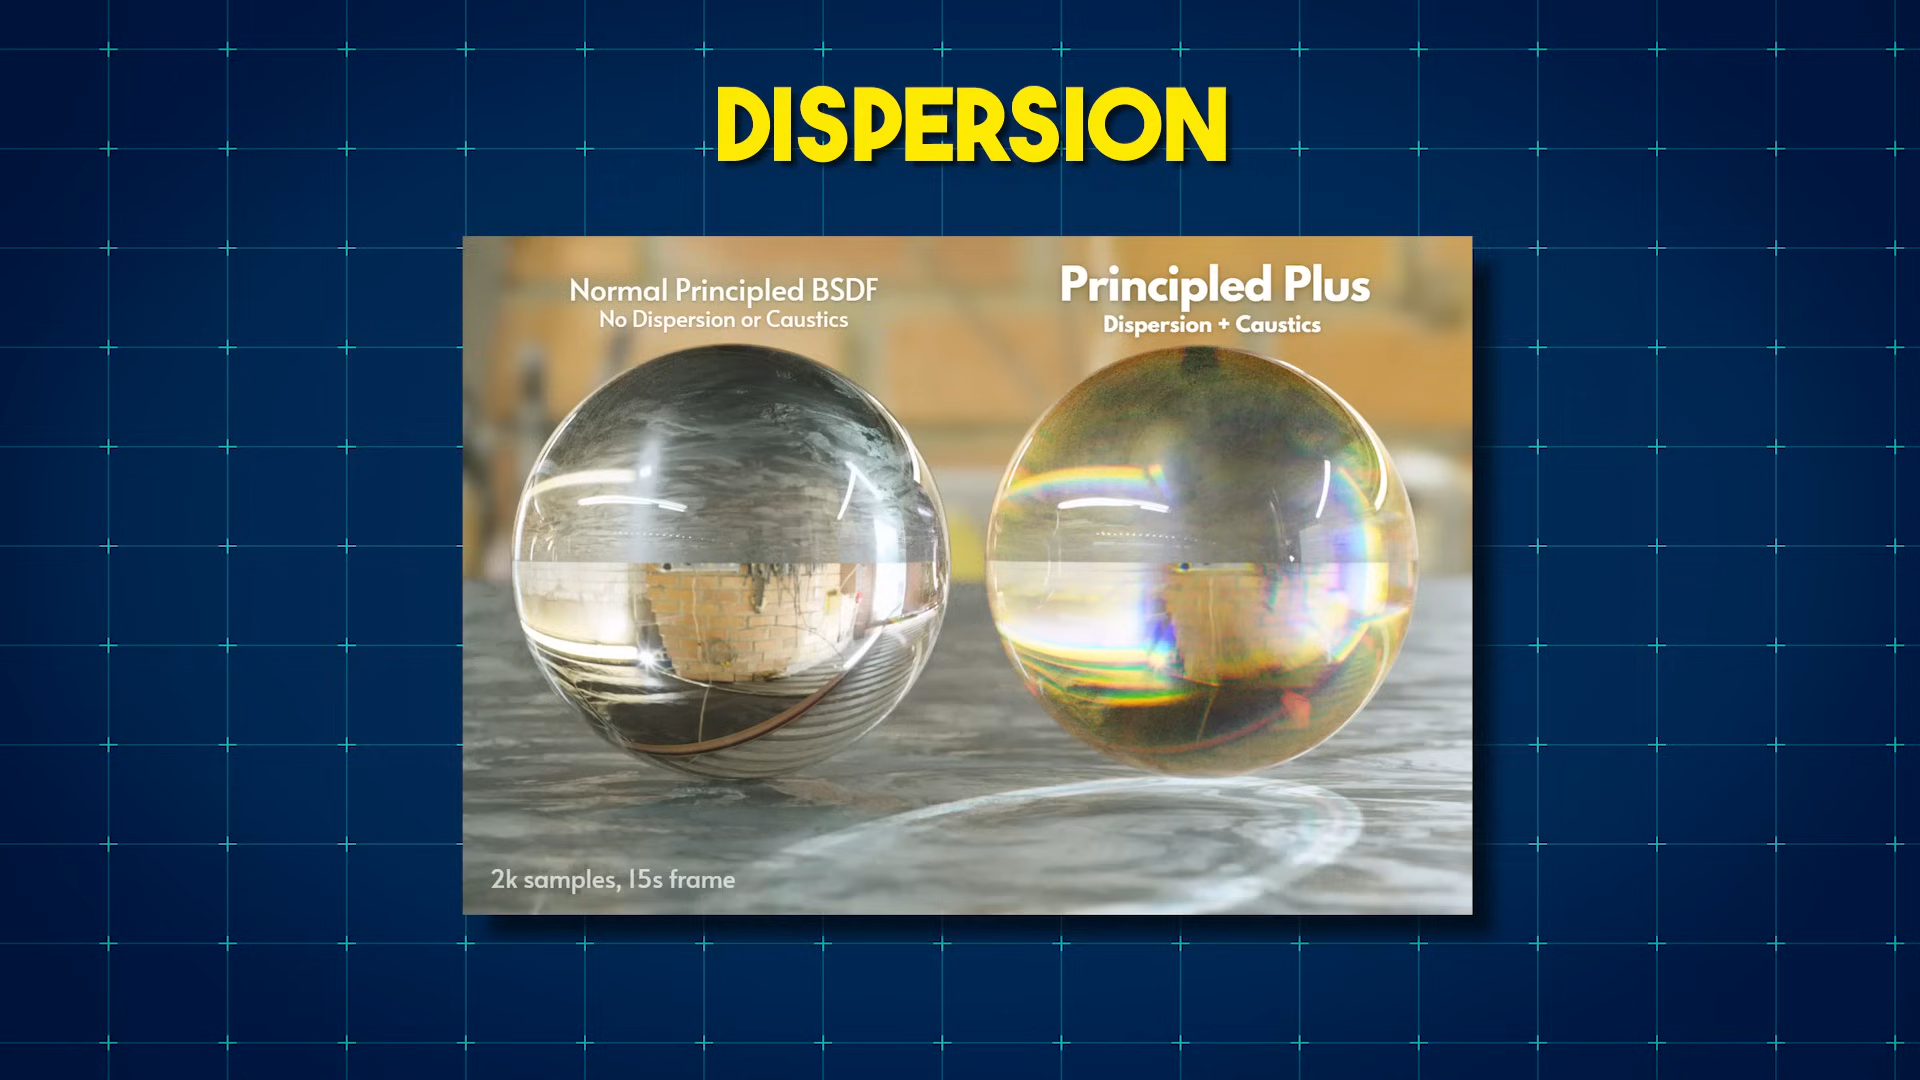 DISPERSION
Normal Principled BSDF
No Dispersion or Caustics
Principled Plus
Dispersion + Caustics
2k samples, 15s frame